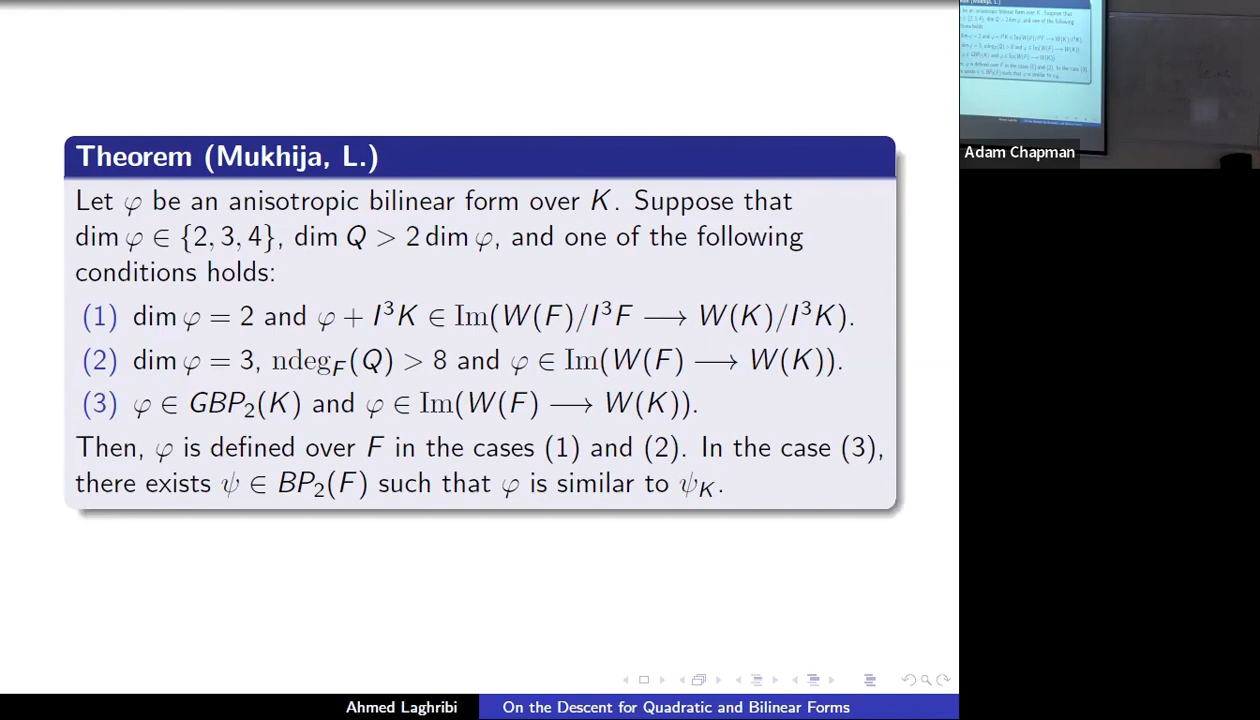 Theorem (Mukhija, L.)
Let φ be an anisotropic bilinear form over K. Suppose that
dim φ ∈ {2, 3, 4}, dim Q > 2 dim φ, and one of the following
conditions holds:
(1) dim φ = 2 and φ + I³K ∈ Im(W(F)/I³F ⟶ W(K)/I³K).
(2) dim φ = 3, ndeg_F(Q) > 8 and φ ∈ Im(W(F) ⟶ W(K)).
(3) φ ∈ GBP₂(K) and φ ∈ Im(W(F) ⟶ W(K)).
Then, φ is defined over F in the cases (1) and (2). In the case (3),
there exists ψ ∈ BP₂(F) such that φ is similar to ψ_K.
Ahmed Laghribi
On the Descent for Quadratic and Bilinear Forms
Adam Chapman